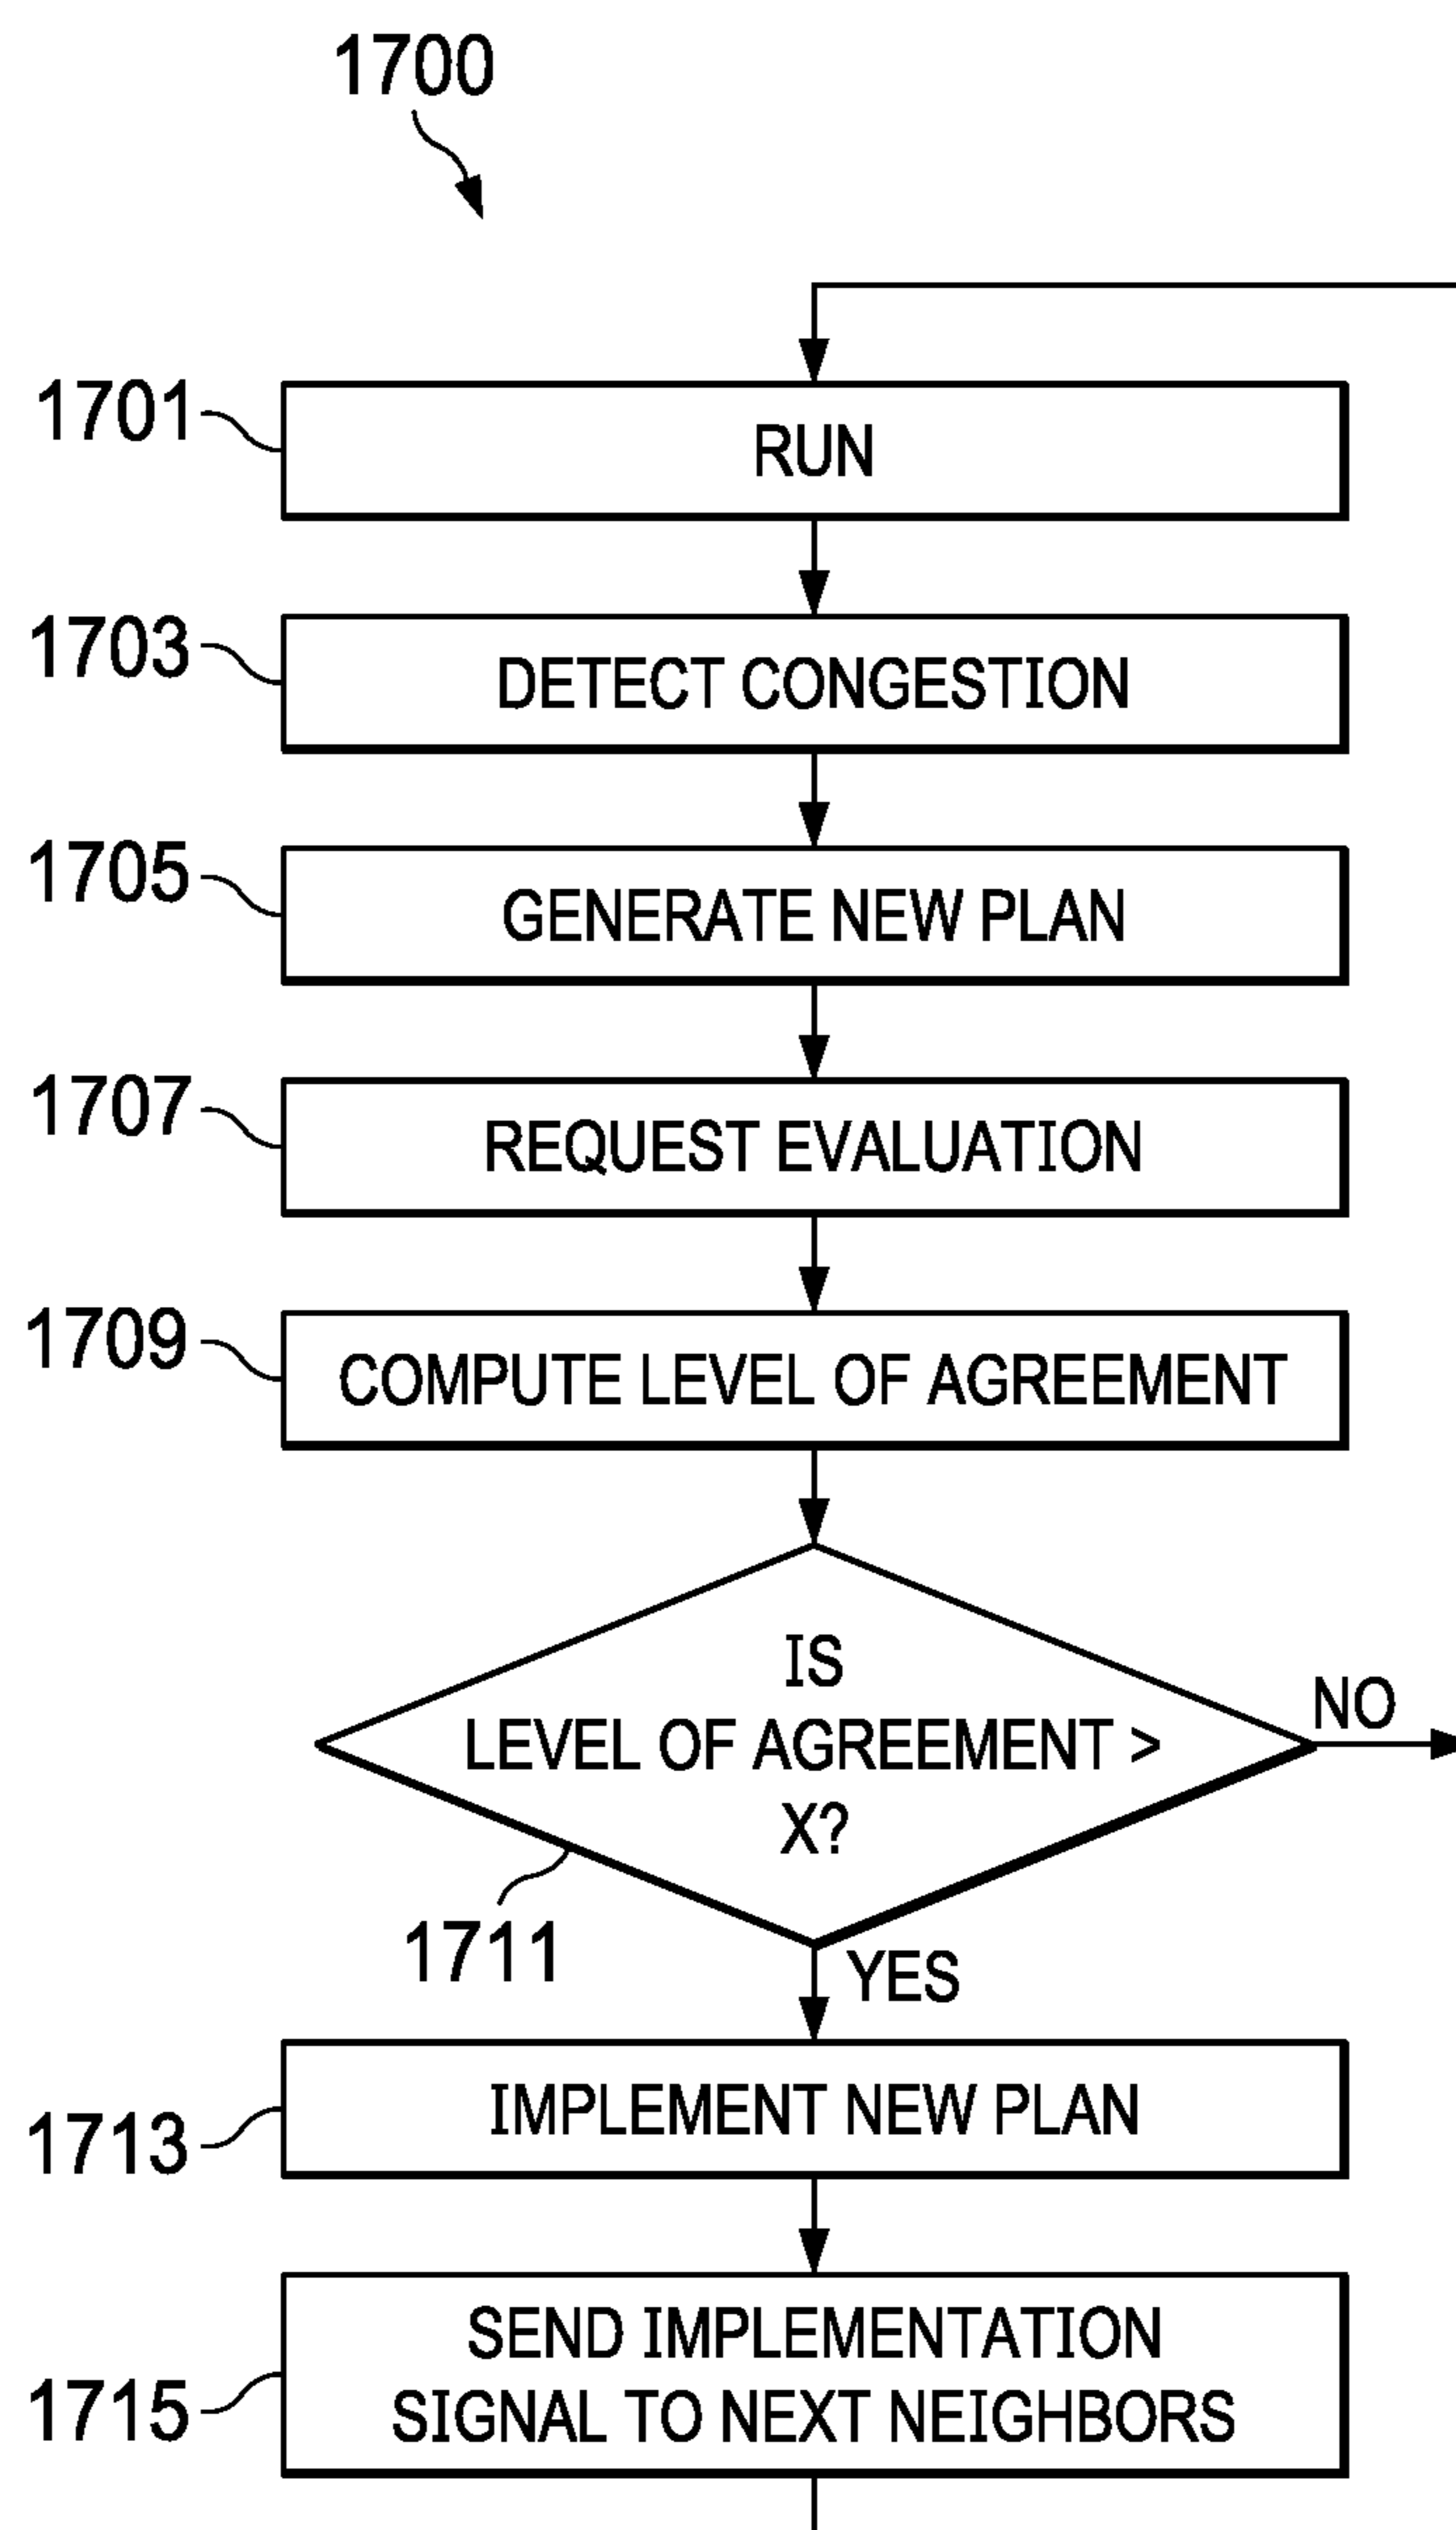 1700
1701
RUN
1703
DETECT CONGESTION
1705
GENERATE NEW PLAN
1707
REQUEST EVALUATION
1709
COMPUTE LEVEL OF AGREEMENT
IS
LEVEL OF AGREEMENT >
X?
NO
1711
YES
1713
IMPLEMENT NEW PLAN
1715
SEND IMPLEMENTATION
SIGNAL TO NEXT NEIGHBORS